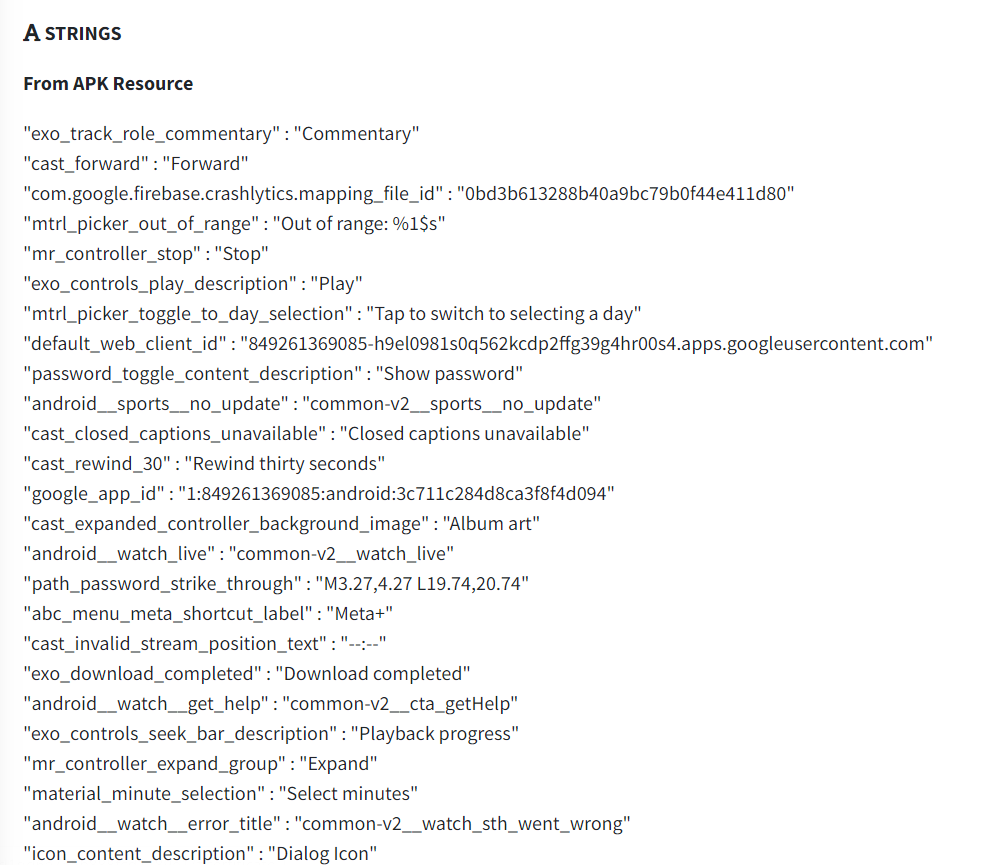 A STRINGS
From APK Resource
"exo_track_role_commentary" : "Commentary"
"cast_forward" : "Forward"
"com.google.firebase.crashlytics.mapping_file_id" : "0bd3b613288b40a9bc79b0f44e411d80"
"mtrl_picker_out_of_range" : "Out of range: %1$s"
"mr_controller_stop" : "Stop"
"exo_controls_play_description" : "Play"
"mtrl_picker_toggle_to_day_selection" : "Tap to switch to selecting a day"
"default_web_client_id" : "849261369085-h9el0981s0q562kcdp2ffg39g4hr00s4.apps.googleusercontent.com"
"password_toggle_content_description" : "Show password"
"android__sports__no_update" : "common-v2__sports__no_update"
"cast_closed_captions_unavailable" : "Closed captions unavailable"
"cast_rewind_30" : "Rewind thirty seconds"
"google_app_id" : "1:849261369085:android:3c711c284d8ca3f8f4d094"
"cast_expanded_controller_background_image" : "Album art"
"android__watch_live" : "common-v2__watch_live"
"path_password_strike_through" : "M3.27,4.27 L19.74,20.74"
"abc_menu_meta_shortcut_label" : "Meta+"
"cast_invalid_stream_position_text" : "--:--"
"exo_download_completed" : "Download completed"
"android__watch__get_help" : "common-v2__cta_getHelp"
"exo_controls_seek_bar_description" : "Playback progress"
"mr_controller_expand_group" : "Expand"
"material_minute_selection" : "Select minutes"
"android__watch__error_title" : "common-v2__watch_sth_went_wrong"
"icon_content_description" : "Dialog Icon"